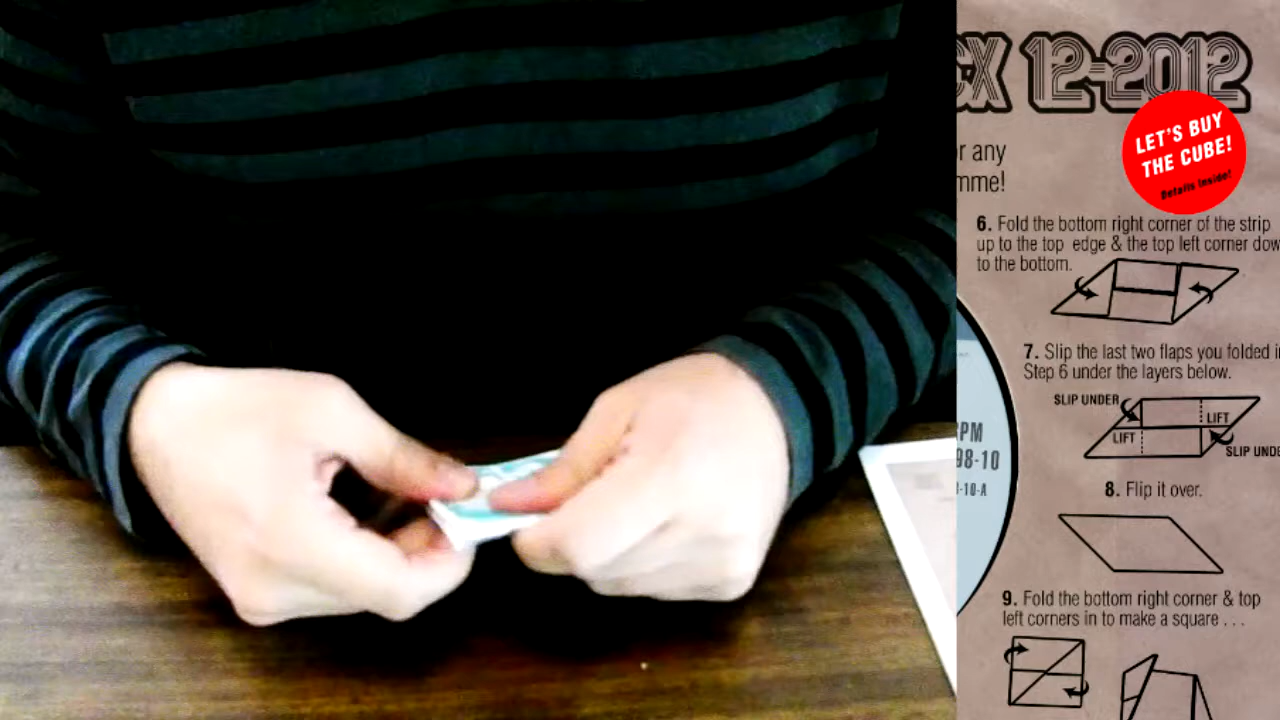 GX 12-2012
LET'S BUY
THE CUBE!
Details Inside!
r any
mme!
6. Fold the bottom right corner of the strip
up to the top edge & the top left corner dow
to the bottom.
7. Slip the last two flaps you folded i
Step 6 under the layers below.
SLIP UNDER
LIFT
LIFT
SLIP UNDE
8. Flip it over.
9. Fold the bottom right corner & top
left corners in to make a square . . .
PM
98-10
-10-A